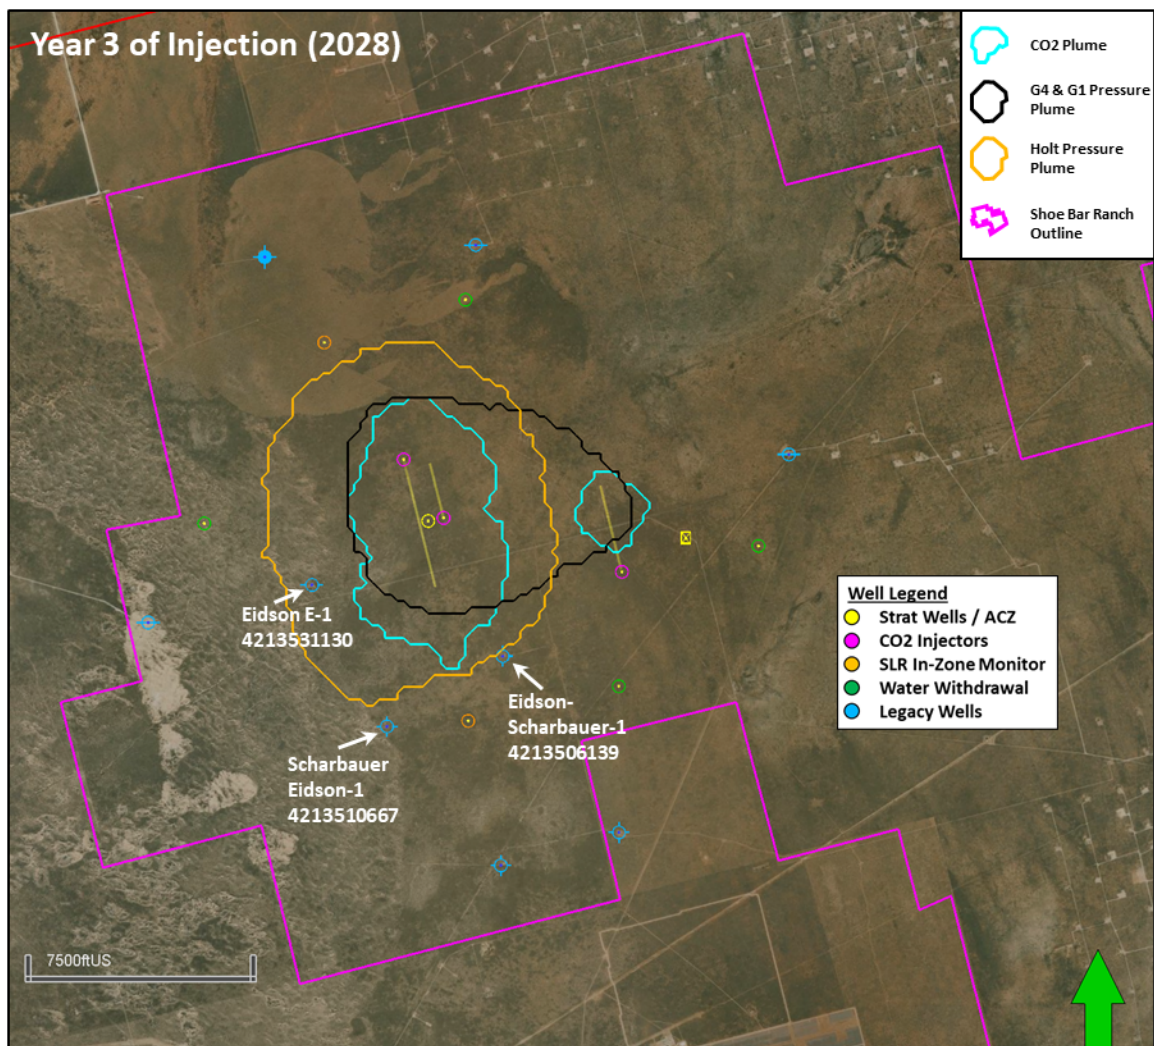 Year 3 of Injection (2028)
CO2 Plume
G4 & G1 Pressure
Plume
Holt Pressure
Plume
Shoe Bar Ranch
Outline
Eidson E-1
4213531130
Well Legend
Strat Wells / ACZ
CO2 Injectors
SLR In-Zone Monitor
Water Withdrawal
Legacy Wells
Eidson-
Scharbauer-1
4213506139
Scharbauer
Eidson-1
4213510667
7500ftUS